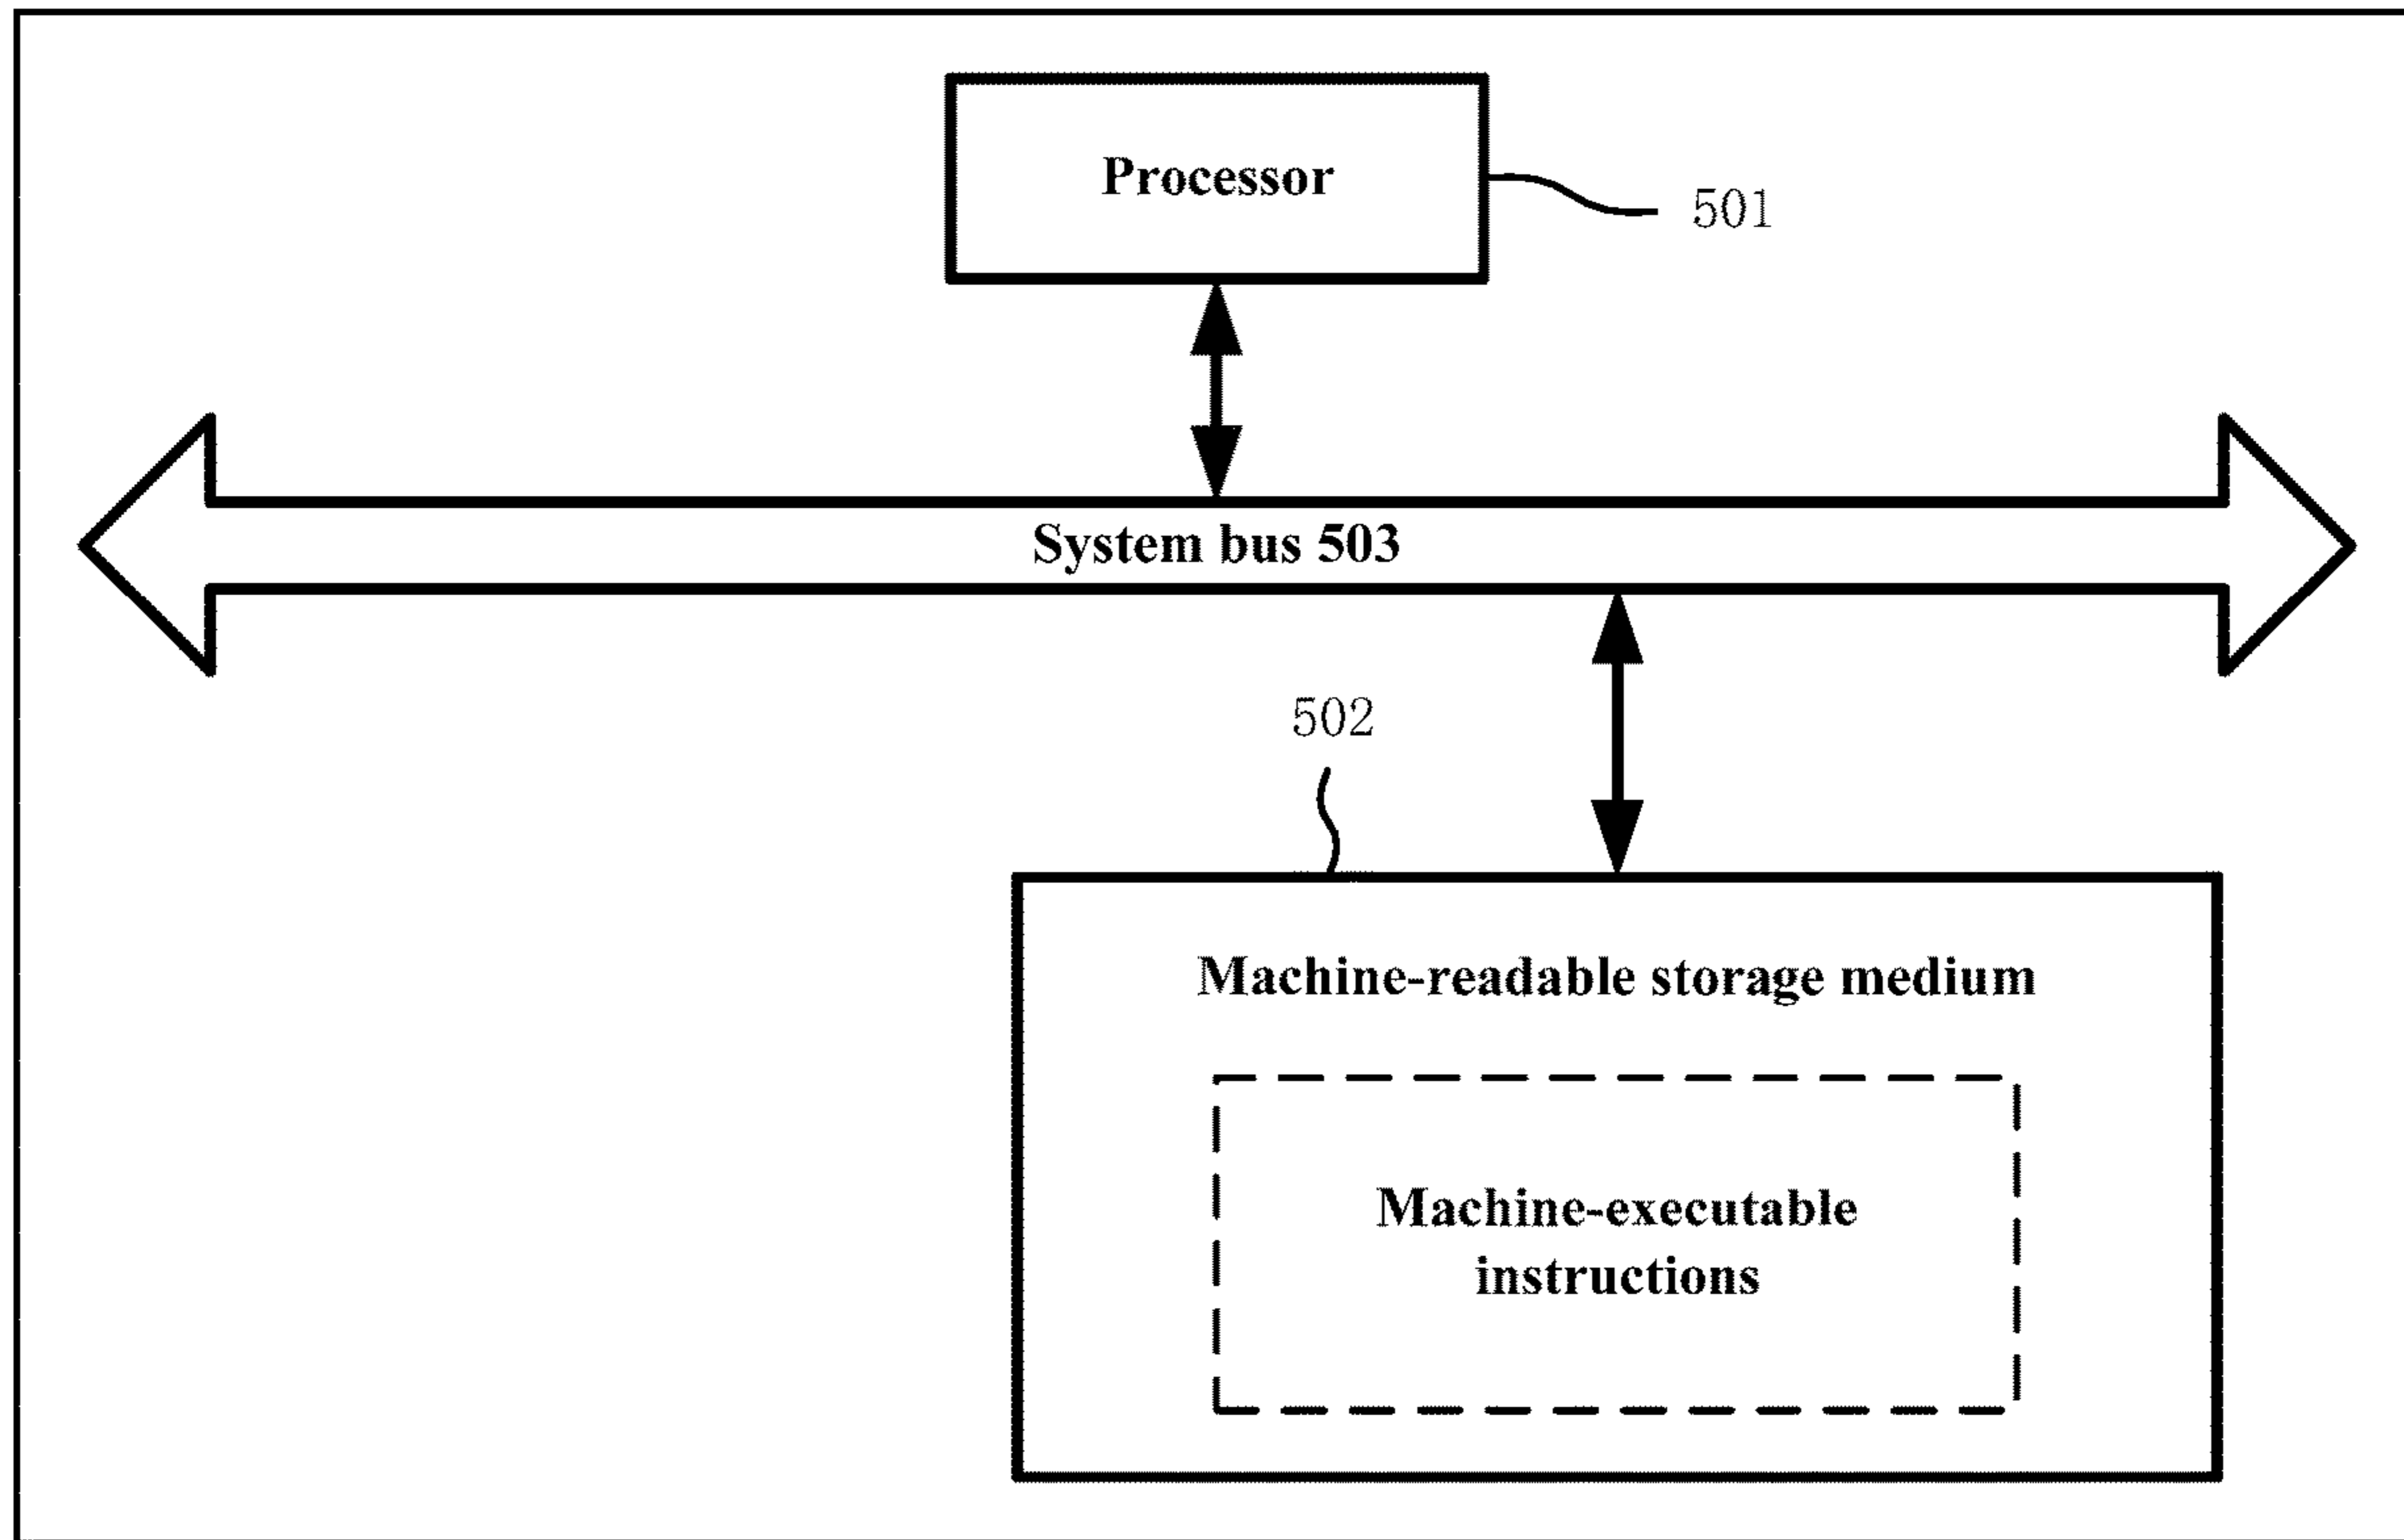 Processor
501
System bus 503
502
Machine-readable storage medium
Machine-executable
instructions